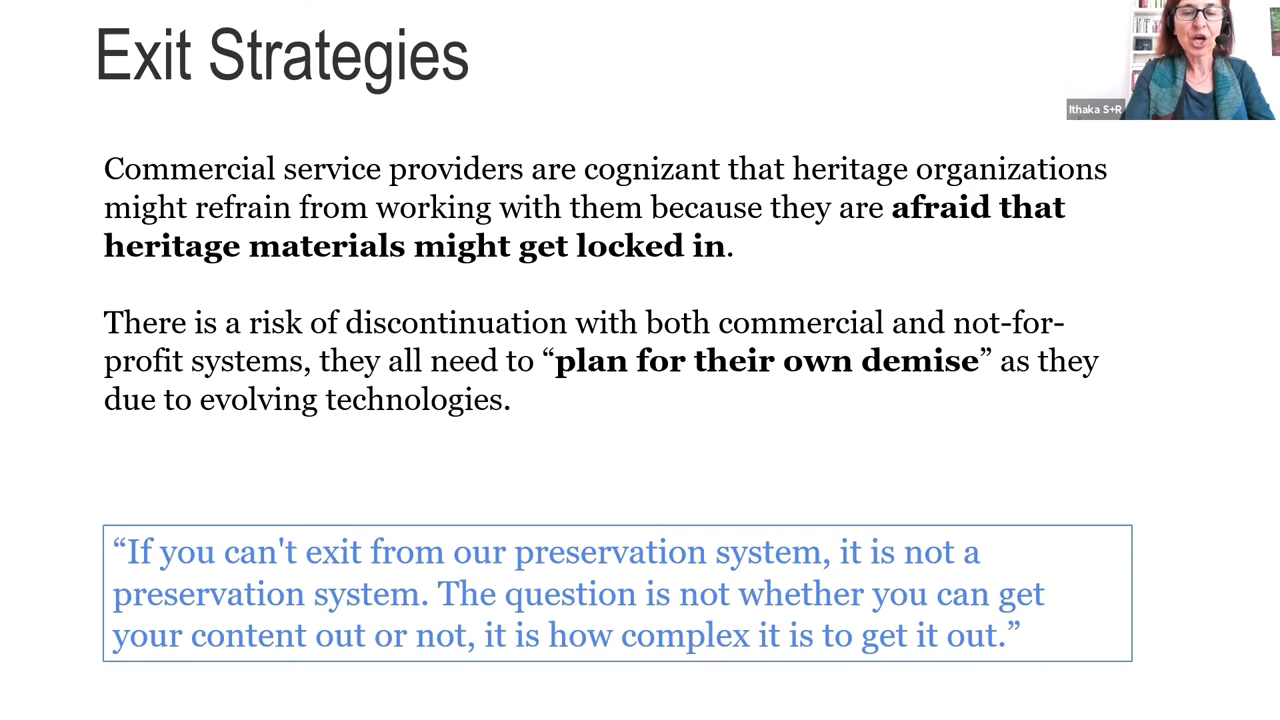 Exit Strategies
Ithaka S+R
Commercial service providers are cognizant that heritage organizations
might refrain from working with them because they are afraid that
heritage materials might get locked in.
There is a risk of discontinuation with both commercial and not-for-
profit systems, they all need to “plan for their own demise” as they
due to evolving technologies.
“If you can't exit from our preservation system, it is not a
preservation system. The question is not whether you can get
your content out or not, it is how complex it is to get it out.”